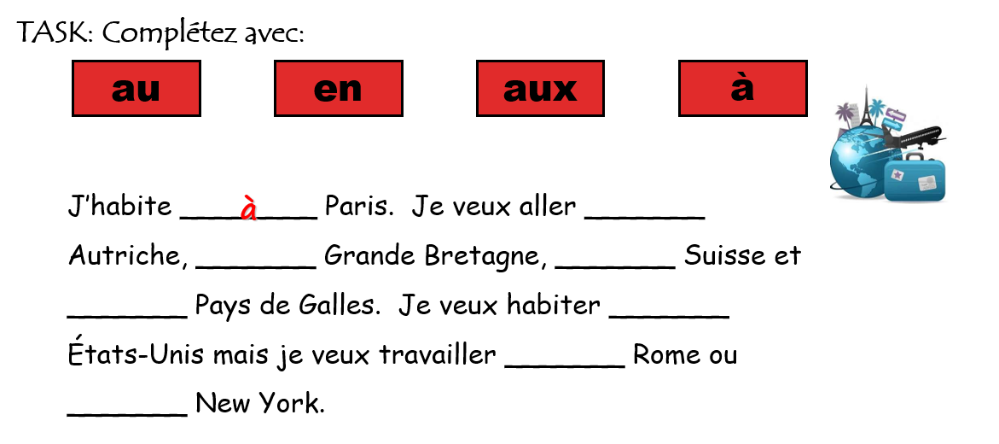 TASK: Complétez avec:
au en aux à
J’habite ____à____ Paris. Je veux aller _______
Autriche, _______ Grande Bretagne, _______ Suisse et
_______ Pays de Galles. Je veux habiter _______
États-Unis mais je veux travailler _______ Rome ou
_______ New York.